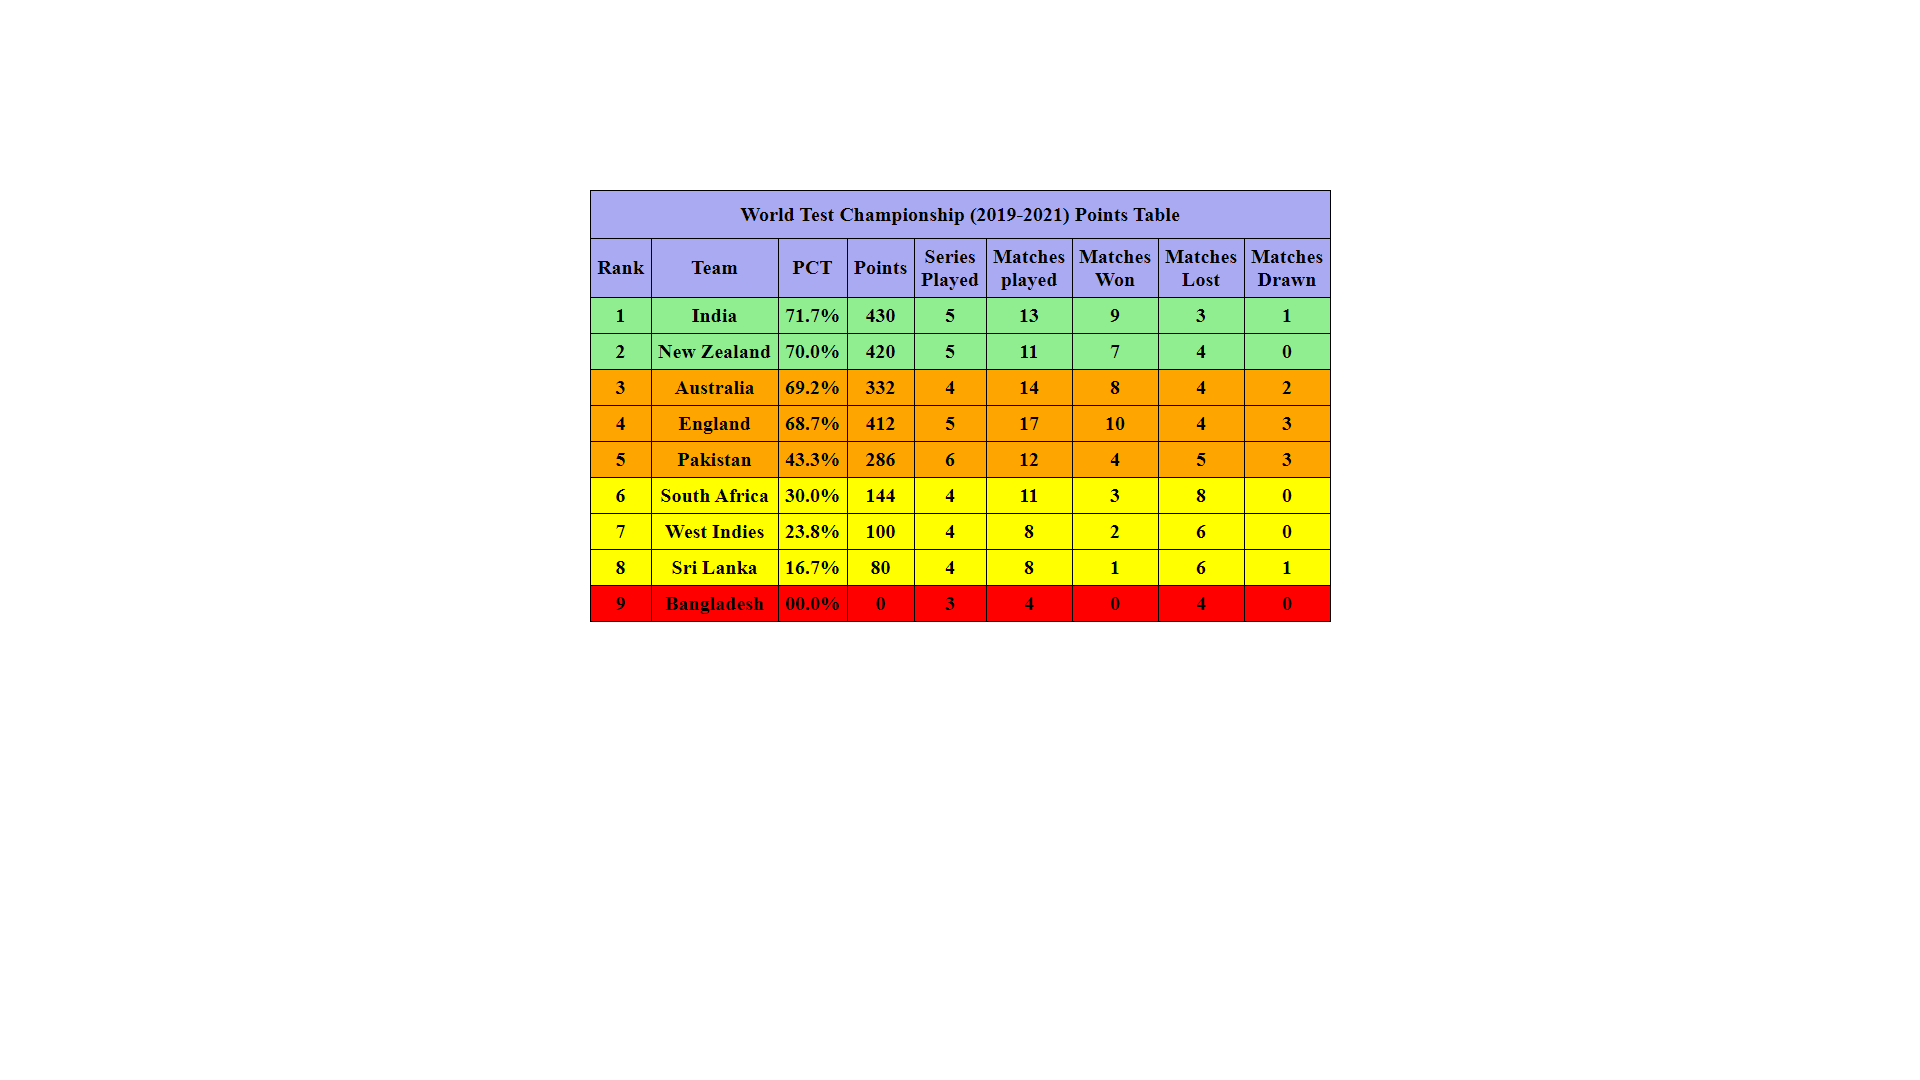 World Test Championship (2019-2021) Points Table
Rank Team PCT Points Series Played Matches played Matches Won Matches Lost Matches Drawn
1 India 71.7% 430 5 13 9 3 1
2 New Zealand 70.0% 420 5 11 7 4 0
3 Australia 69.2% 332 4 14 8 4 2
4 England 68.7% 412 5 17 10 4 3
5 Pakistan 43.3% 286 6 12 4 5 3
6 South Africa 30.0% 144 4 11 3 8 0
7 West Indies 23.8% 100 4 8 2 6 0
8 Sri Lanka 16.7% 80 4 8 1 6 1
9 Bangladesh 00.0% 0 3 4 0 4 0